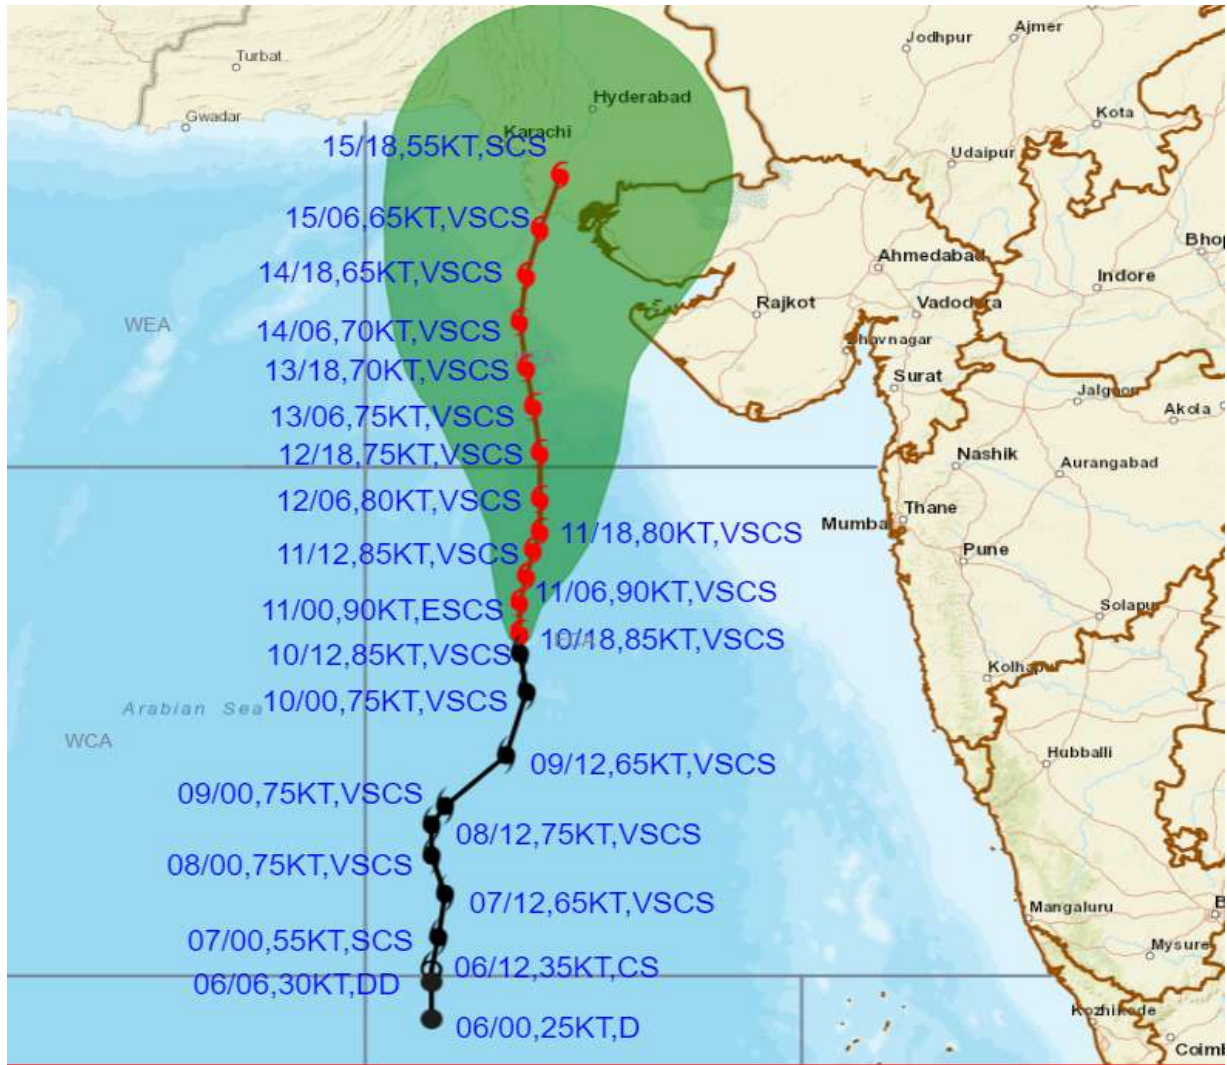 Jodhpur
Ajmer
Turbat
Hyderabad
Gwadar
Kota
Karachi
15/18,55KT,SCS
Udaipur
15/06,65KT,VSCS
Bhop
14/18,65KT,VSCS
Ahmedabad
Indore
Rajkot
Vadodara
WEA
14/06,70KT,VSCS
Bhavnagar
13/18,70KT,VSCS
Surat
Jalgaon
13/06,75KT,VSCS
Akola
12/18,75KT,VSCS
Nashik
Aurangabad
12/06,80KT,VSCS
Thane
Mumbai
11/18,80KT,VSCS
11/12,85KT,VSCS
Pune
11/06,90KT,VSCS
11/00,90KT,ESCS
Solapur
10/18,85KT,VSCS
10/12,85KT,VSCS
Kolhapur
10/00,75KT,VSCS
Arabian Sea
WCA
Hubballi
09/12,65KT,VSCS
09/00,75KT,VSCS
08/12,75KT,VSCS
08/00,75KT,VSCS
07/12,65KT,VSCS
Mangaluru
B
07/00,55KT,SCS
Mysuru
06/12,35KT,CS
06/06,30KT,DD
Kozhikode
06/00,25KT,D
Coimb